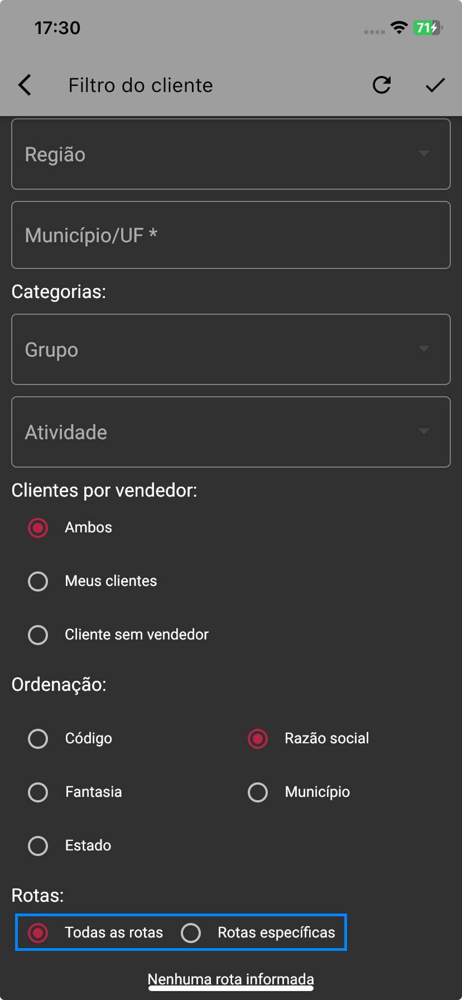 17:30
71
Filtro do cliente
Região
Município/UF *
Categorias:
Grupo
Atividade
Clientes por vendedor:
Ambos
Meus clientes
Cliente sem vendedor
Ordenação:
Código Razão social
Fantasia Município
Estado
Rotas:
Todas as rotas Rotas específicas
Nenhuma rota informada